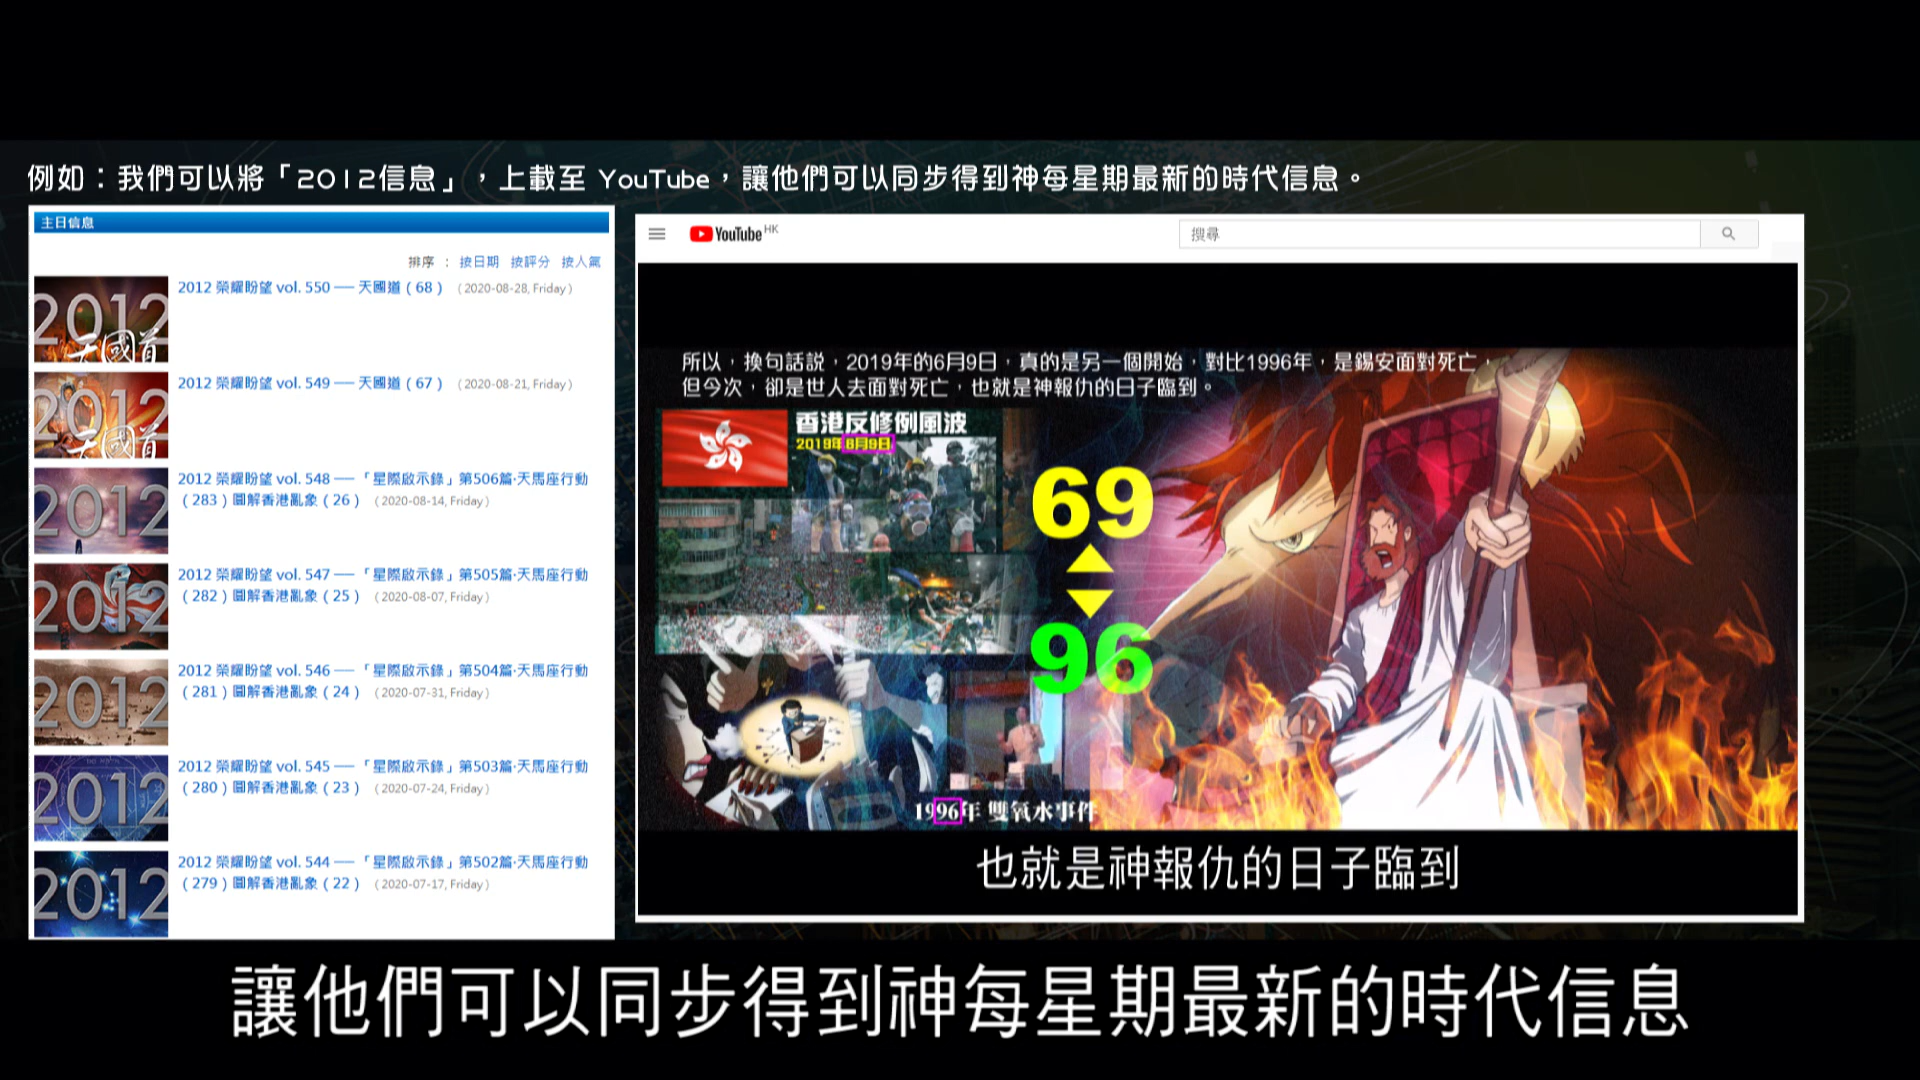 例如：我們可以將「2012信息」，上載至 YouTube，讓他們可以同步得到神每星期最新的時代信息。
主日信息
排序 ： 按日期 按評分 按人氣
2012 天國道
2012 榮耀盼望 vol. 550 ── 天國道 ( 68 ) ( 2020-08-28, Friday )
2012 天國道
2012 榮耀盼望 vol. 549 ── 天國道 ( 67 ) ( 2020-08-21, Friday )
2012
2012 榮耀盼望 vol. 548 ── 「星際啟示錄」第506篇‧天馬座行動
( 283 ) 圖解香港亂象 ( 26 ) ( 2020-08-14, Friday )
2012
2012 榮耀盼望 vol. 547 ── 「星際啟示錄」第505篇‧天馬座行動
( 282 ) 圖解香港亂象 ( 25 ) ( 2020-08-07, Friday )
2012
2012 榮耀盼望 vol. 546 ── 「星際啟示錄」第504篇‧天馬座行動
( 281 ) 圖解香港亂象 ( 24 ) ( 2020-07-31, Friday )
2012
2012 榮耀盼望 vol. 545 ── 「星際啟示錄」第503篇‧天馬座行動
( 280 ) 圖解香港亂象 ( 23 ) ( 2020-07-24, Friday )
2012
2012 榮耀盼望 vol. 544 ── 「星際啟示錄」第502篇‧天馬座行動
( 279 ) 圖解香港亂象 ( 22 ) ( 2020-07-17, Friday )
YouTube HK
搜尋
所以，換句話説，2019年的6月9日，真的是另一個開始，對比1996年，是錫安面對死亡，
但今次，卻是世人去面對死亡，也就是神報仇的日子臨到。
香港反修例風波
2019年6月9日
69
96
1996年 雙氧水事件
也就是神報仇的日子臨到
讓他們可以同步得到神每星期最新的時代信息